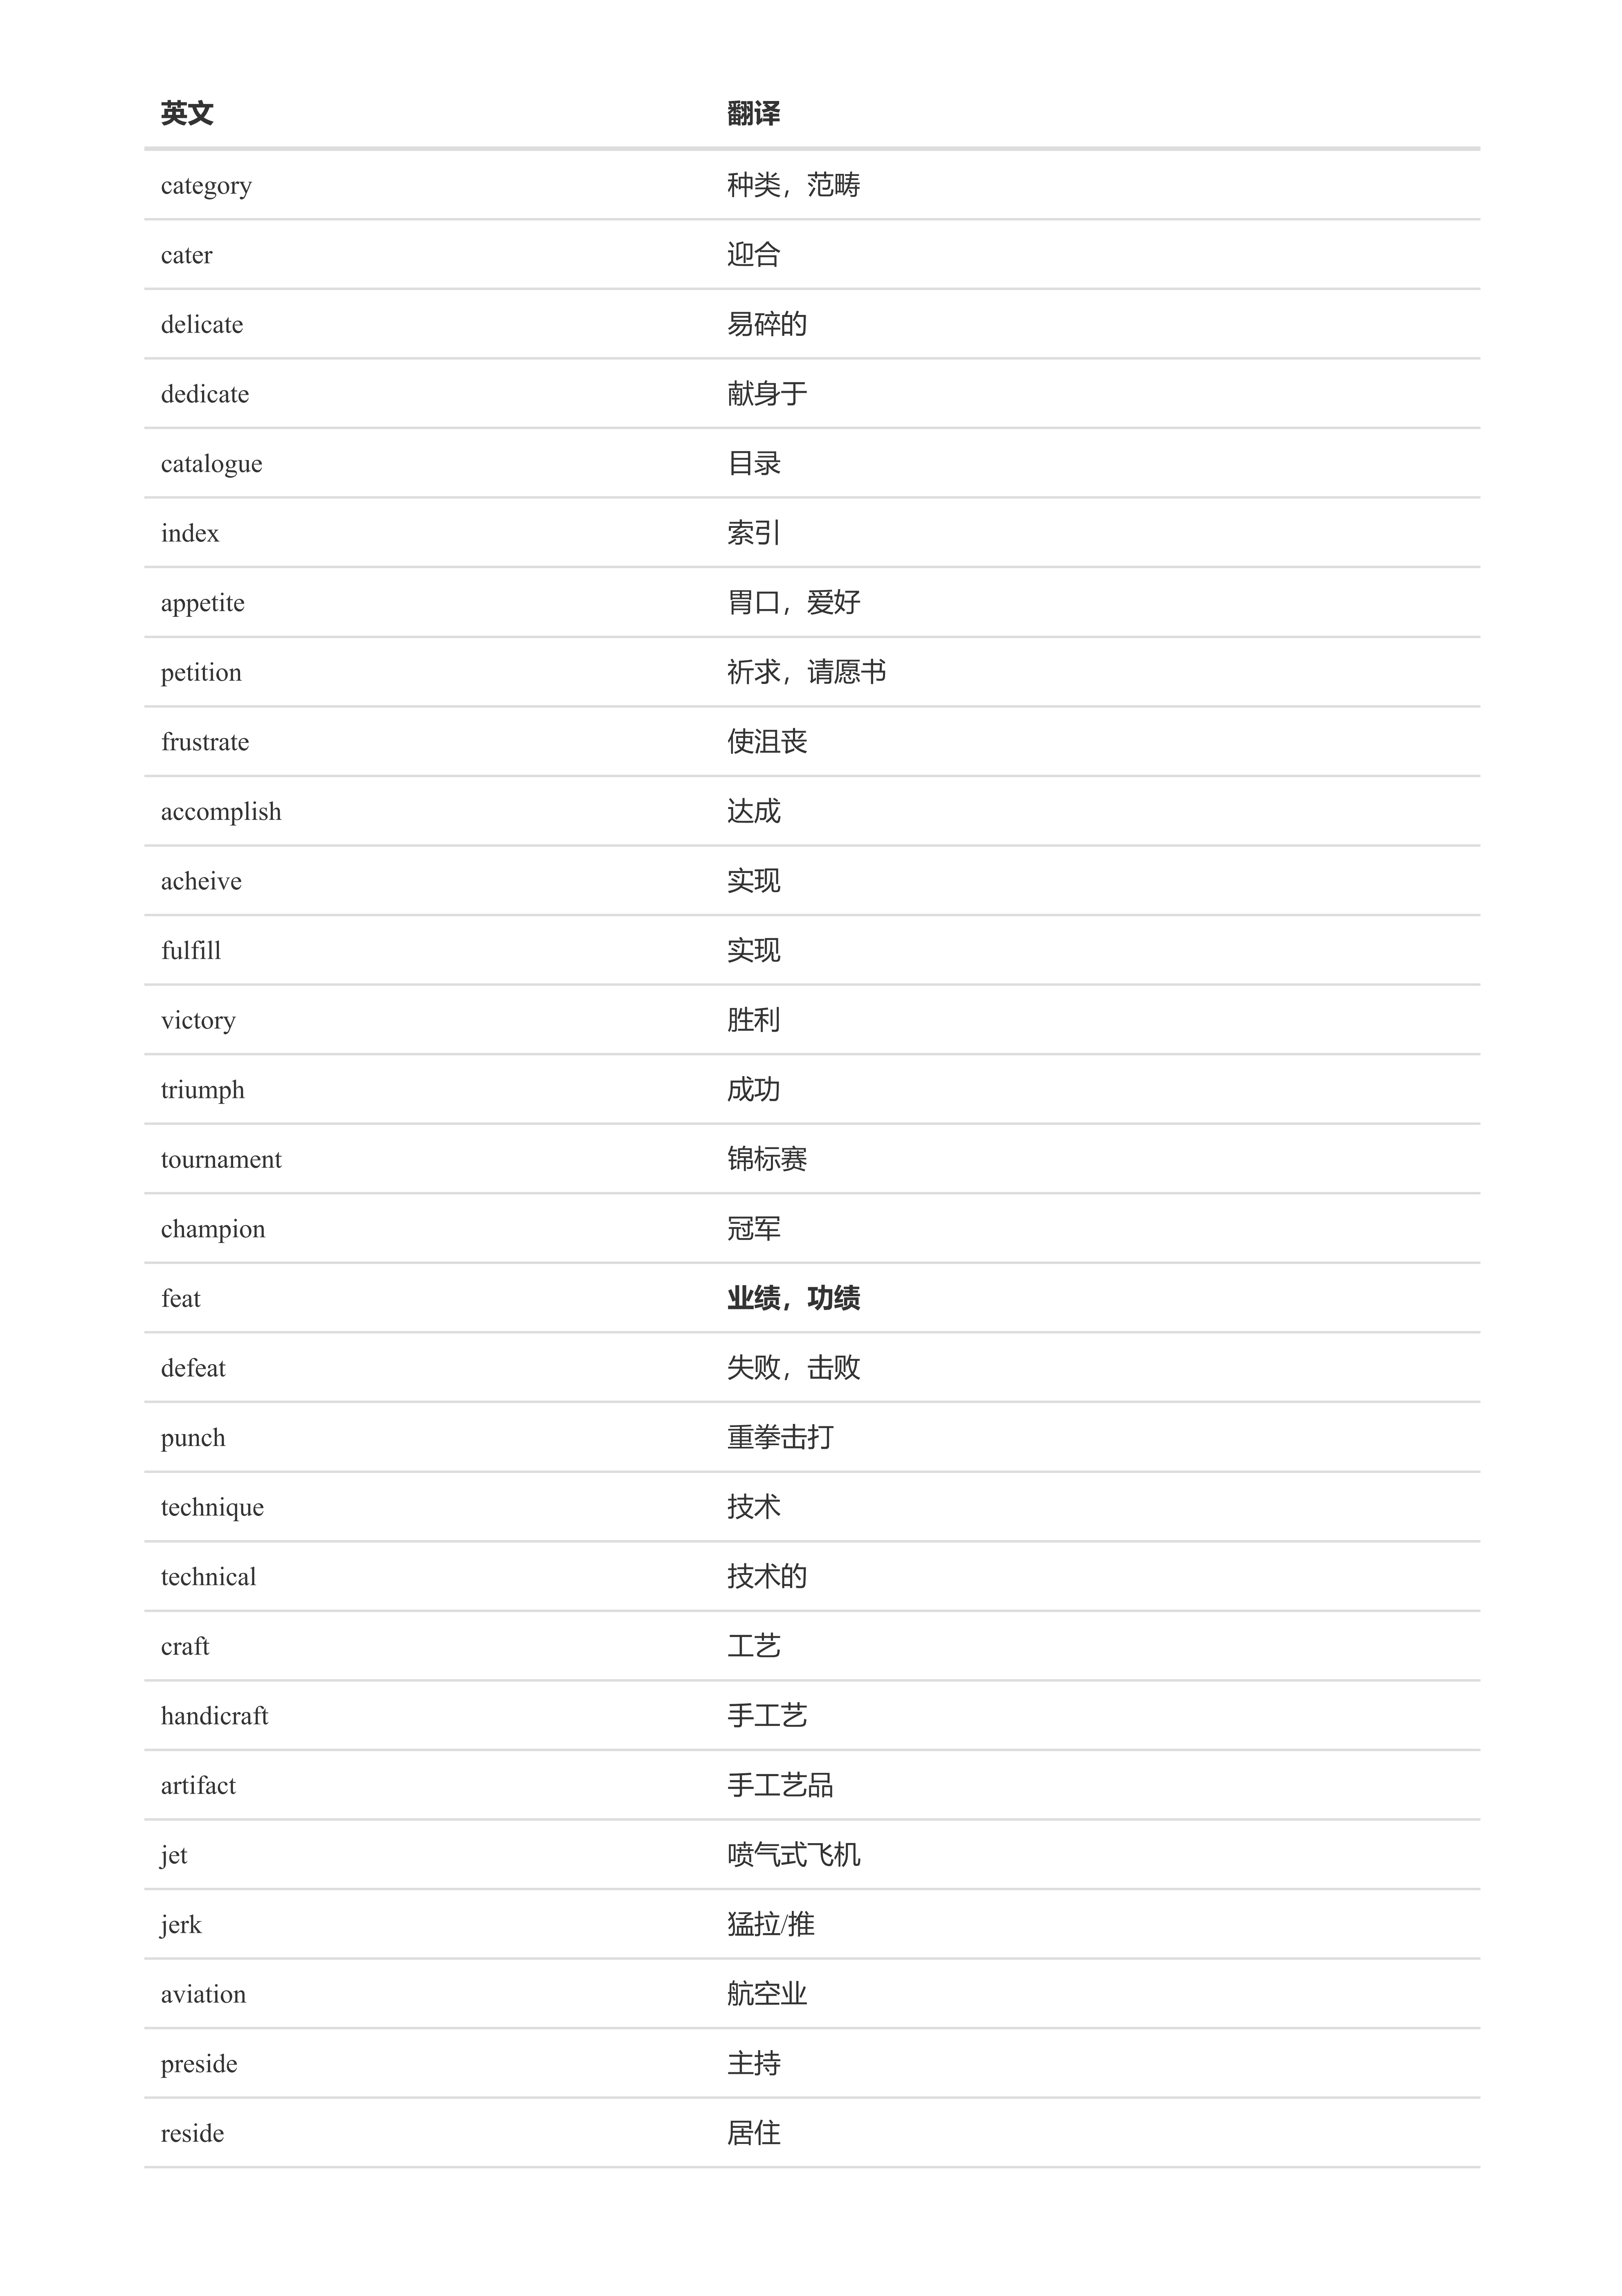 英文 翻译
category 种类，范畴
cater 迎合
delicate 易碎的
dedicate 献身于
catalogue 目录
index 索引
appetite 胃口，爱好
petition 祈求，请愿书
frustrate 使沮丧
accomplish 达成
acheive 实现
fulfill 实现
victory 胜利
triumph 成功
tournament 锦标赛
champion 冠军
feat 业绩，功绩
defeat 失败，击败
punch 重拳击打
technique 技术
technical 技术的
craft 工艺
handicraft 手工艺
artifact 手工艺品
jet 喷气式飞机
jerk 猛拉/推
aviation 航空业
preside 主持
reside 居住